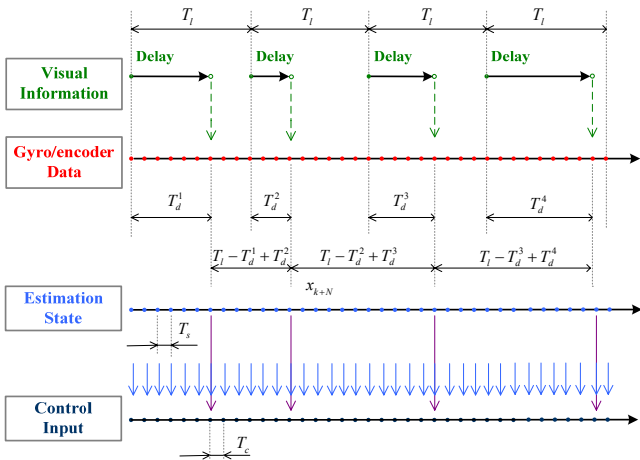 T_l T_l T_l T_l
Delay Delay Delay Delay
Visual
Information
Gyro/encoder
Data
T_d^1 T_d^2 T_d^3 T_d^4
T_l − T_d^1 + T_d^2 T_l − T_d^2 + T_d^3 T_l − T_d^3 + T_d^4
x_{k+N}
Estimation
State
T_s
Control
Input
T_c